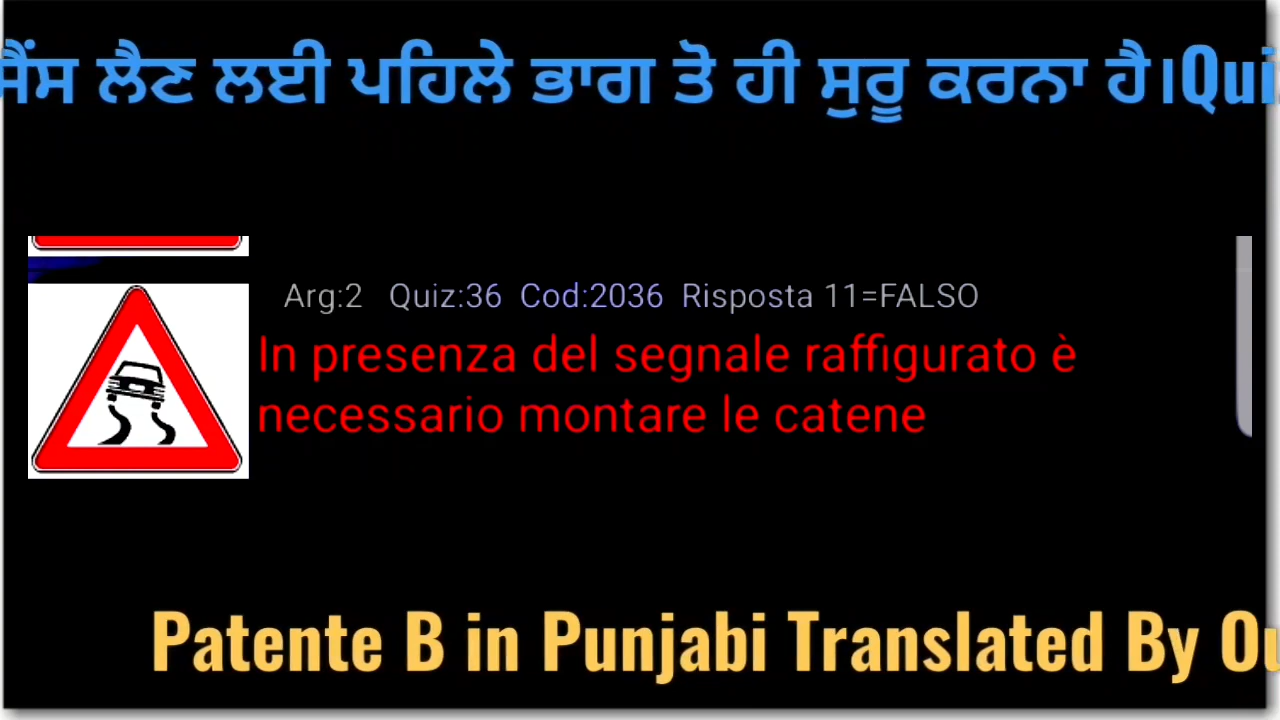 ਲੈਣ ਲਈ ਪਹਿਲੇ ਭਾਗ ਤੋ ਹੀ ਸੁਰੂ ਕਰਨਾ ਹੈ।
Arg:2 Quiz:36 Cod:2036 Risposta 11=FALSO
In presenza del segnale raffigurato è
necessario montare le catene
Patente B in Punjabi Translated By